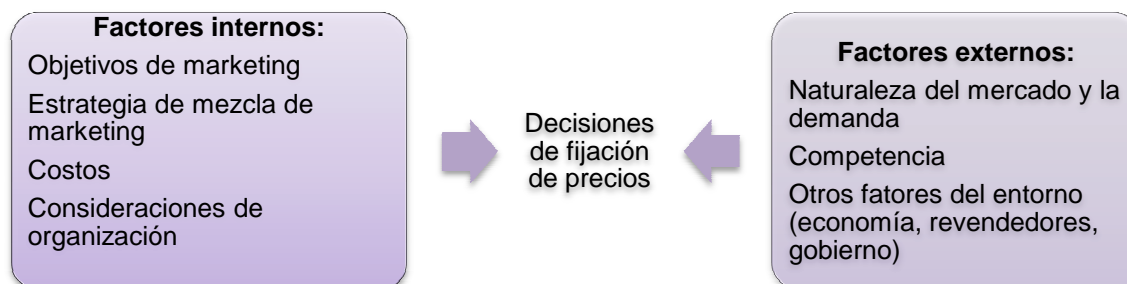 Factores internos:
Objetivos de marketing
Estrategia de mezcla de
marketing
Costos
Consideraciones de
organización
Decisiones
de fijación
de precios
Factores externos:
Naturaleza del mercado y la
demanda
Competencia
Otros fatores del entorno
(economía, revendedores,
gobierno)